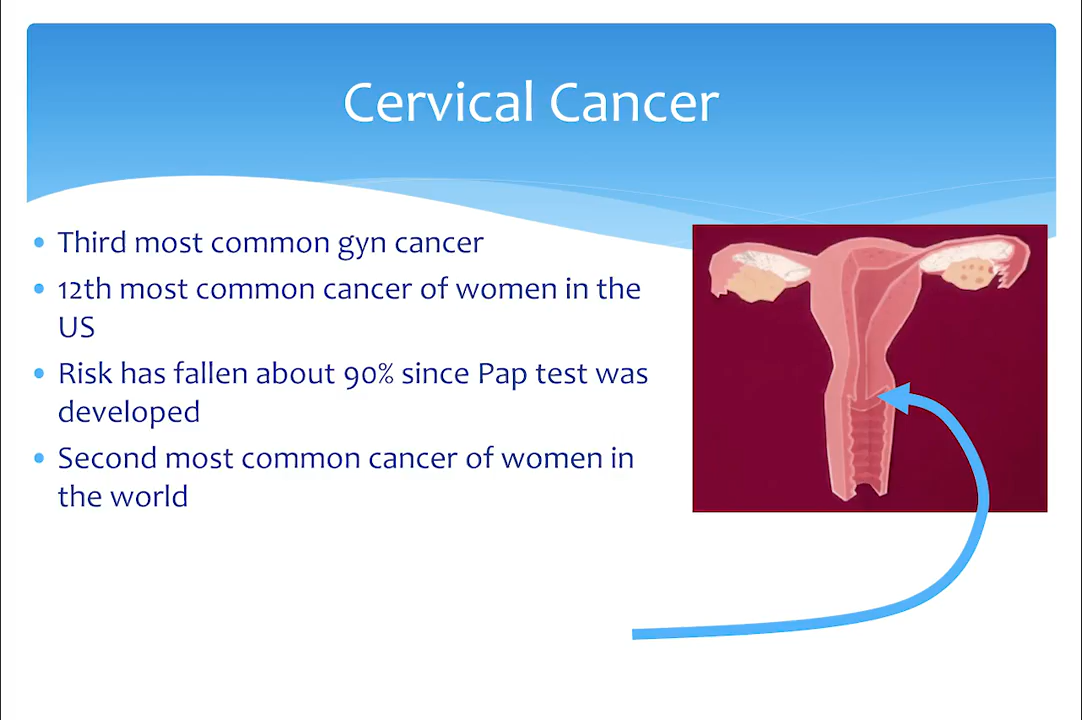 Cervical Cancer
• Third most common gyn cancer
• 12th most common cancer of women in the
US
• Risk has fallen about 90% since Pap test was
developed
• Second most common cancer of women in
the world